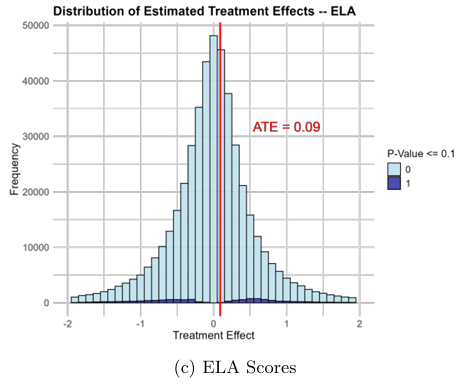 Distribution of Estimated Treatment Effects -- ELA
50000
40000
30000
20000
10000
0
Frequency
ATE = 0.09
P-Value <= 0.1
0
1
-2
-1
0
1
2
Treatment Effect
(c) ELA Scores